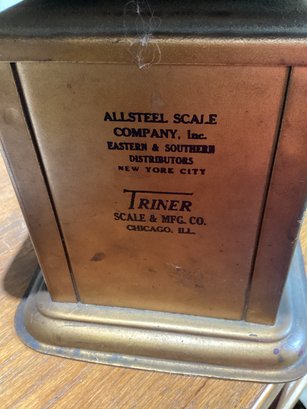 ALLSTEEL SCALE
COMPANY, Inc.
EASTERN & SOUTHERN
DISTRIBUTORS
NEW YORK CITY
TRINER
SCALE & MFG. CO.
CHICAGO. ILL.